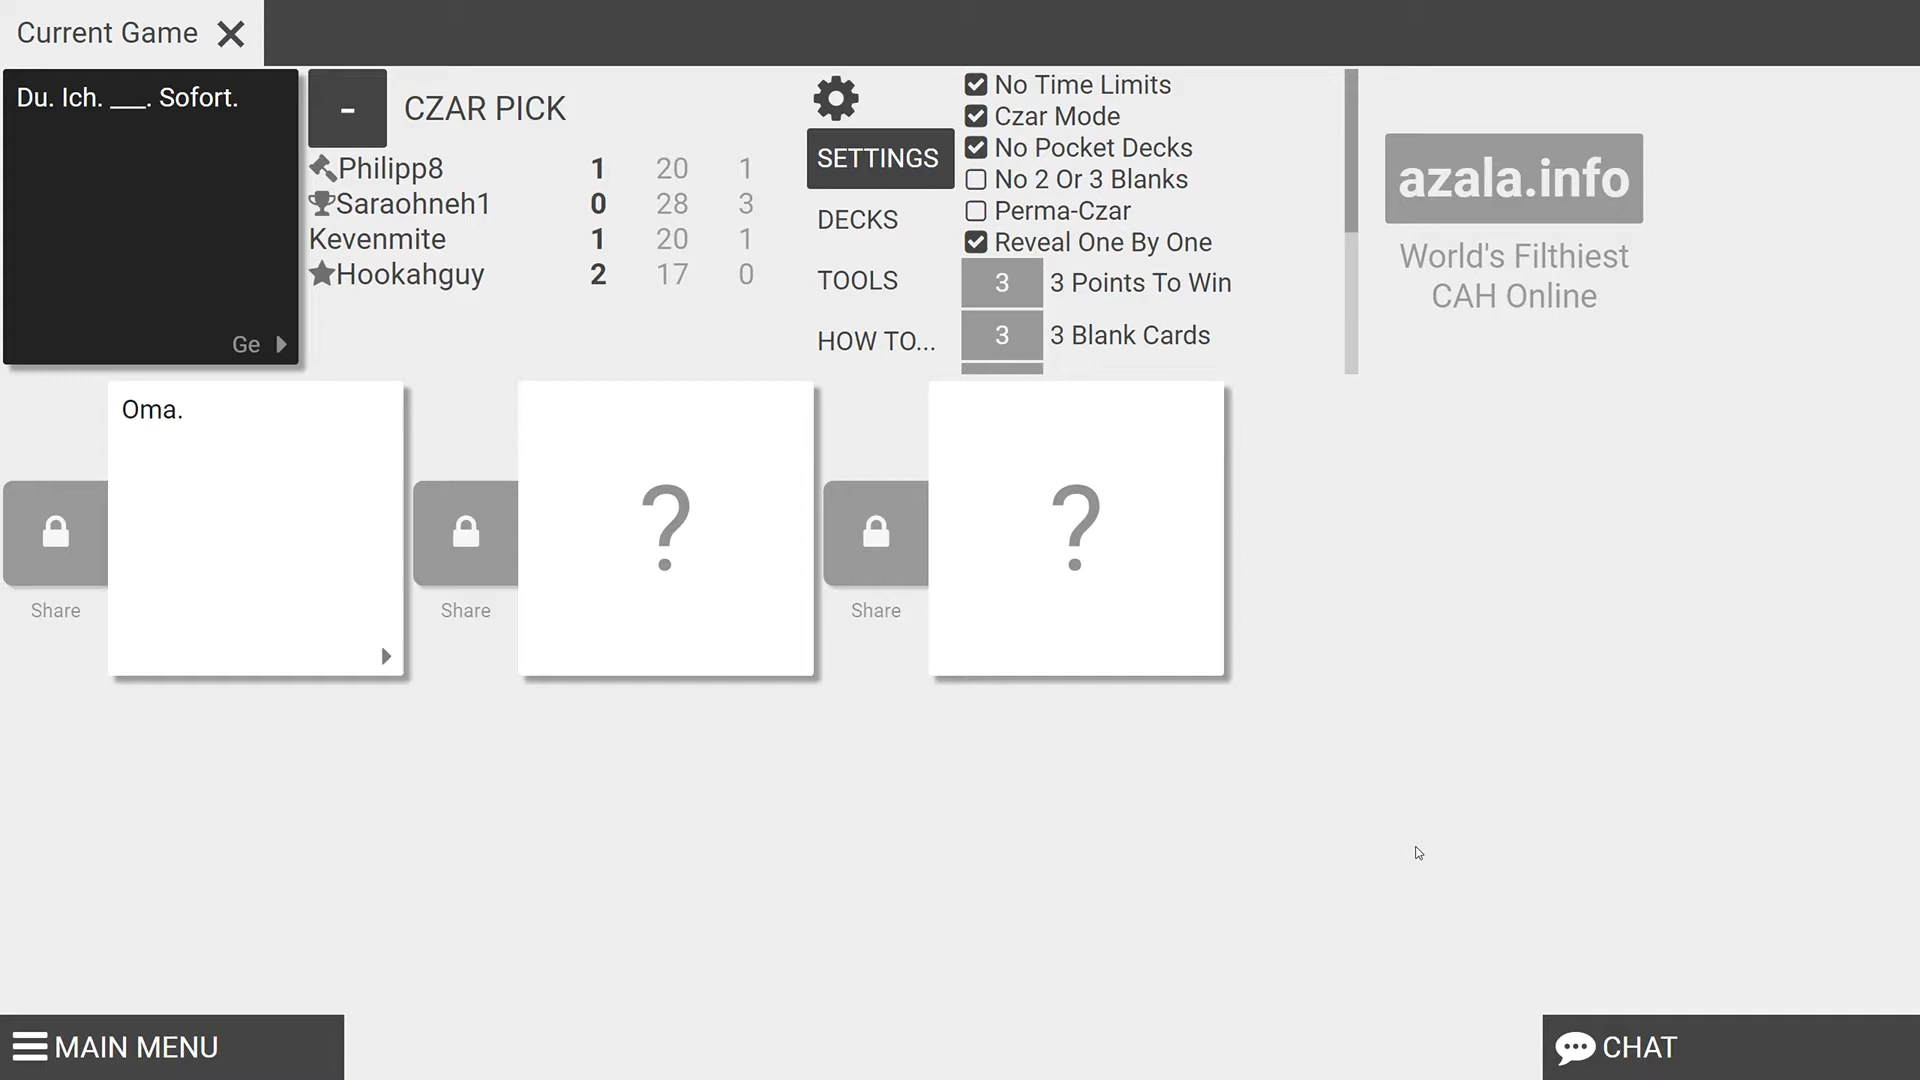 Current Game
Du. Ich. ___. Sofort.
Ge
-
CZAR PICK
Philipp8 1 20 1
Saraohneh1 0 28 3
Kevenmite 1 20 1
Hookahguy 2 17 0
SETTINGS
DECKS
TOOLS
HOW TO...
No Time Limits
Czar Mode
No Pocket Decks
No 2 Or 3 Blanks
Perma-Czar
Reveal One By One
3 3 Points To Win
3 3 Blank Cards
azala.info
World's Filthiest
CAH Online
Oma.
?
?
Share
Share
Share
MAIN MENU
CHAT